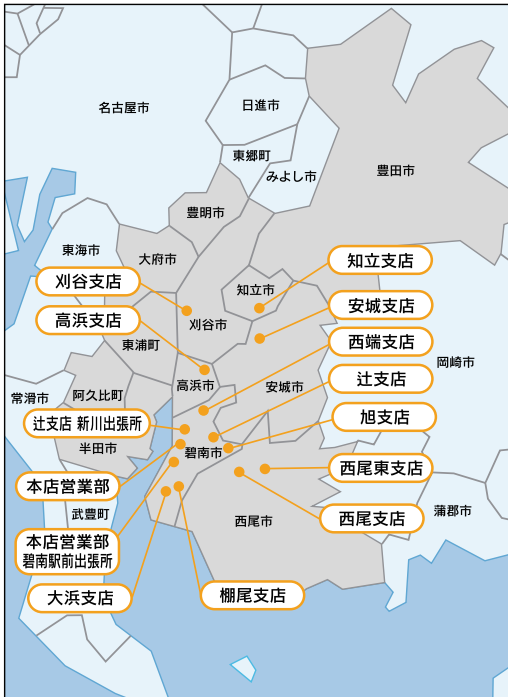 名古屋市
日進市
東郷町
みよし市
豊田市
豊明市
東海市
大府市
知立支店
刈谷支店
知立市
安城支店
高浜支店
刈谷市
西端支店
東浦町
岡崎市
辻支店
高浜市
安城市
常滑市
阿久比町
旭支店
辻支店 新川出張所
半田市
碧南市
西尾東支店
本店営業部
武豊町
西尾市
西尾支店
蒲郡市
本店営業部
碧南駅前出張所
大浜支店
棚尾支店